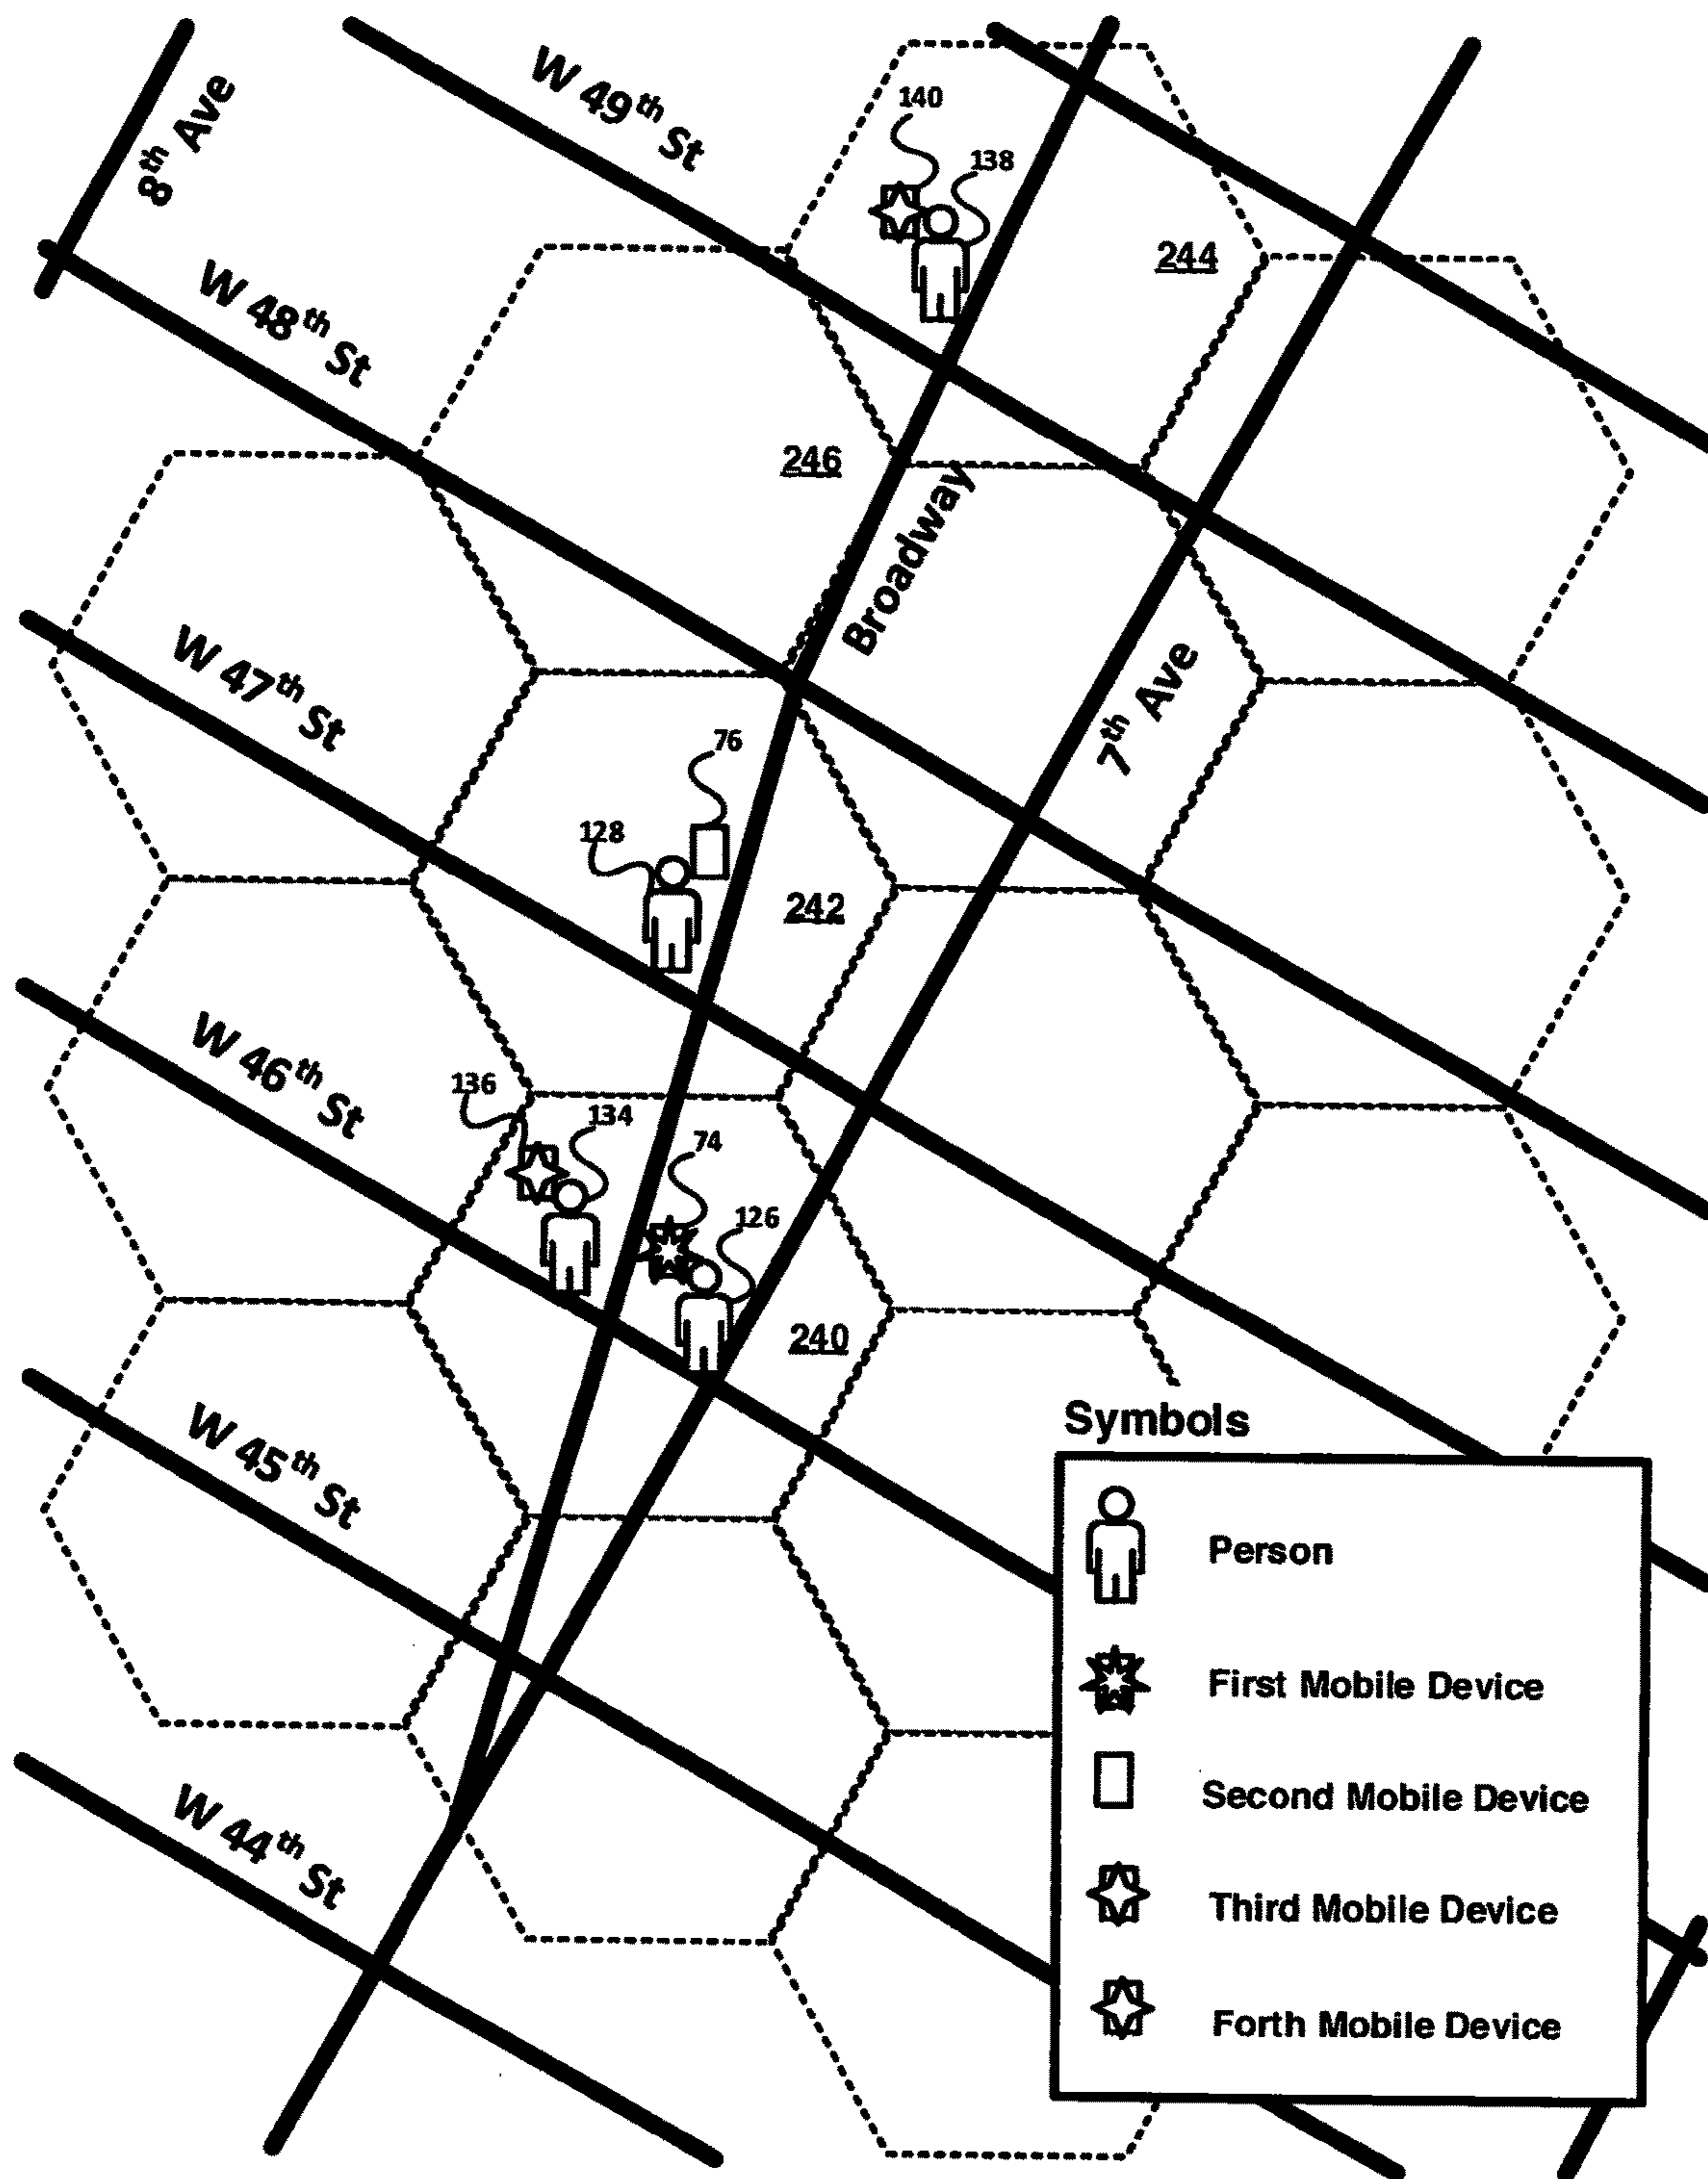 8th Ave
W 49th St
140
138
W 48th St
244
246
Broadway
W 47th St
7th Ave
76
128
242
W 46th St
136
134
74
126
240
W 45th St
Symbols
Person
First Mobile Device
Second Mobile Device
W 44th St
Third Mobile Device
Forth Mobile Device